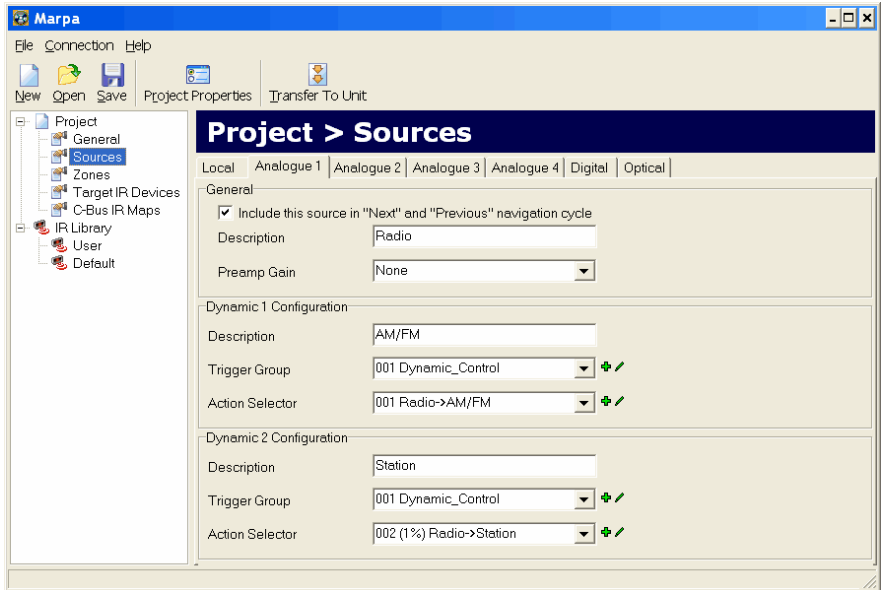 Marpa
File Connection Help
New Open Save Project Properties Transfer To Unit
Project
General
Sources
Zones
Target IR Devices
C-Bus IR Maps
IR Library
User
Default
Project > Sources
Local Analogue 1 Analogue 2 Analogue 3 Analogue 4 Digital Optical
General
Include this source in "Next" and "Previous" navigation cycle
Description Radio
Preamp Gain None
Dynamic 1 Configuration
Description AM/FM
Trigger Group 001 Dynamic_Control
Action Selector 001 Radio->AM/FM
Dynamic 2 Configuration
Description Station
Trigger Group 001 Dynamic_Control
Action Selector 002 (1%) Radio->Station